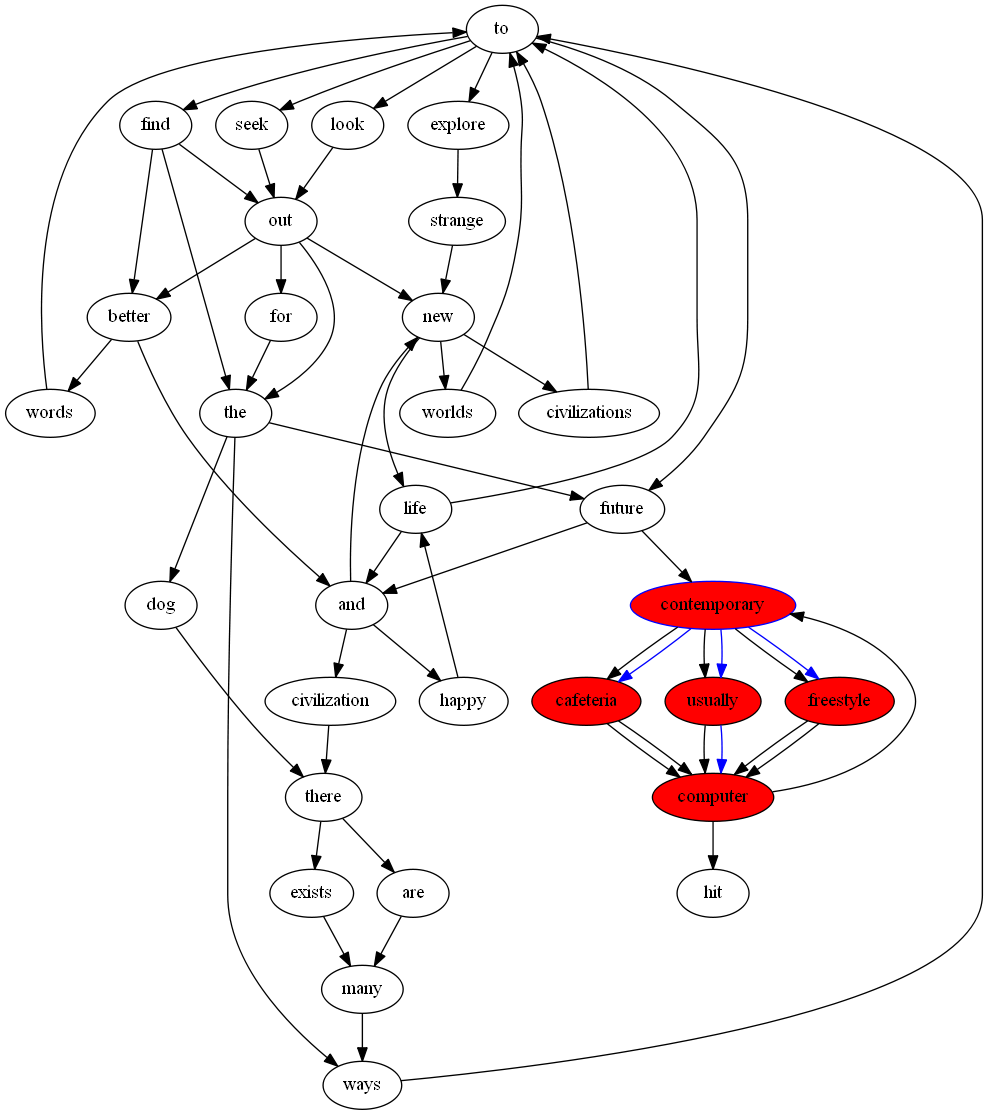 to
find
seek
look
explore
out
strange
better
for
new
words
the
worlds
civilizations
life
future
dog
and
contemporary
civilization
happy
cafeteria
usually
freestyle
there
computer
exists
are
hit
many
ways